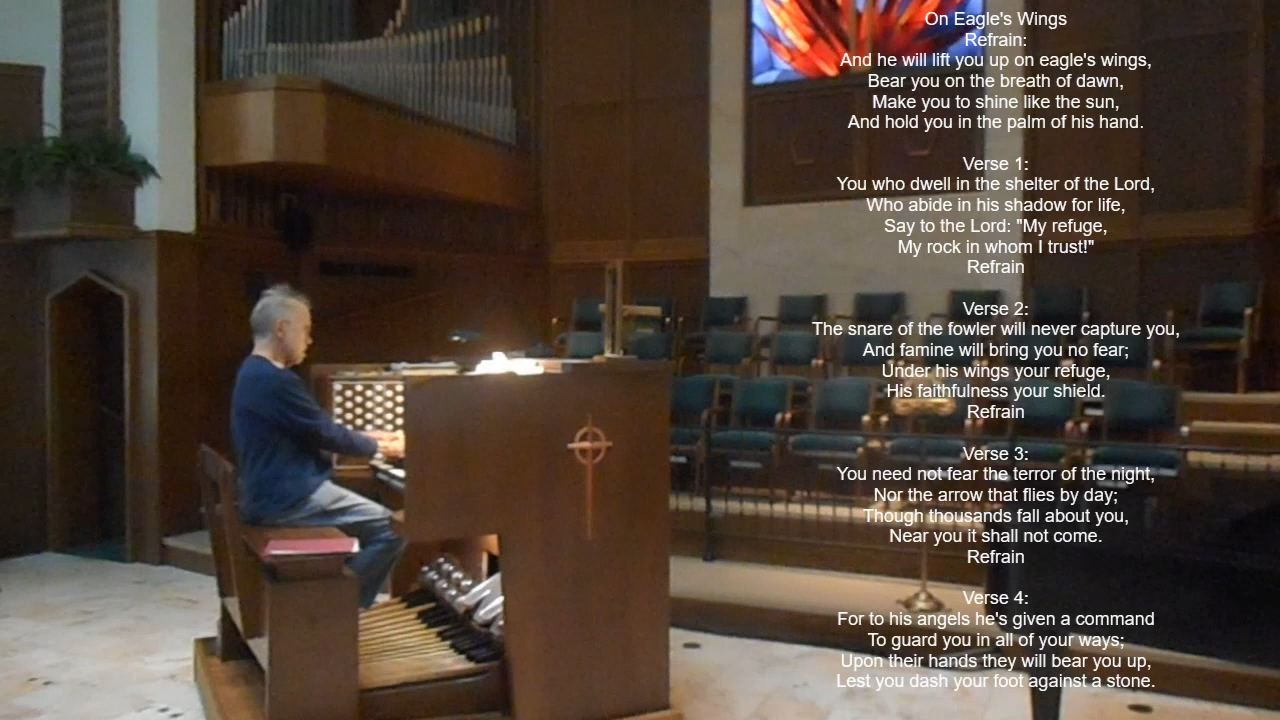 On Eagle's Wings
Refrain:
And he will lift you up on eagle's wings,
Bear you on the breath of dawn,
Make you to shine like the sun,
And hold you in the palm of his hand.
Verse 1:
You who dwell in the shelter of the Lord,
Who abide in his shadow for life,
Say to the Lord: "My refuge,
My rock in whom I trust!"
Refrain
Verse 2:
The snare of the fowler will never capture you,
And famine will bring you no fear;
Under his wings your refuge,
His faithfulness your shield.
Refrain
Verse 3:
You need not fear the terror of the night,
Nor the arrow that flies by day;
Though thousands fall about you,
Near you it shall not come.
Refrain
Verse 4:
For to his angels he's given a command
To guard you in all of your ways;
Upon their hands they will bear you up,
Lest you dash your foot against a stone.